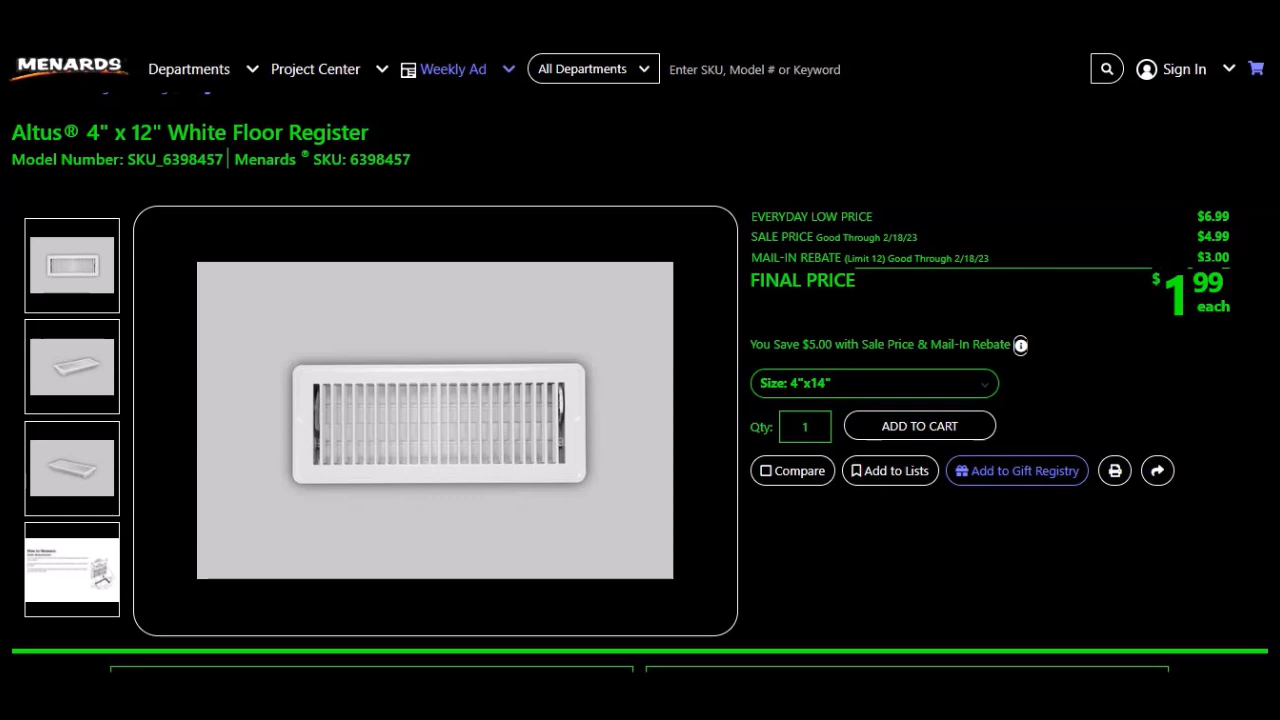 MENARDS Departments Project Center Weekly Ad All Departments Enter SKU, Model # or Keyword Sign In
Altus® 4" x 12" White Floor Register
Model Number: SKU_6398457 Menards ® SKU: 6398457
EVERYDAY LOW PRICE $6.99
SALE PRICE Good Through 2/18/23 $4.99
MAIL-IN REBATE (Limit 12) Good Through 2/18/23 $3.00
FINAL PRICE $1 99 each
You Save $5.00 with Sale Price & Mail-In Rebate
Size: 4"x14"
Qty: 1 ADD TO CART
Compare Add to Lists Add to Gift Registry